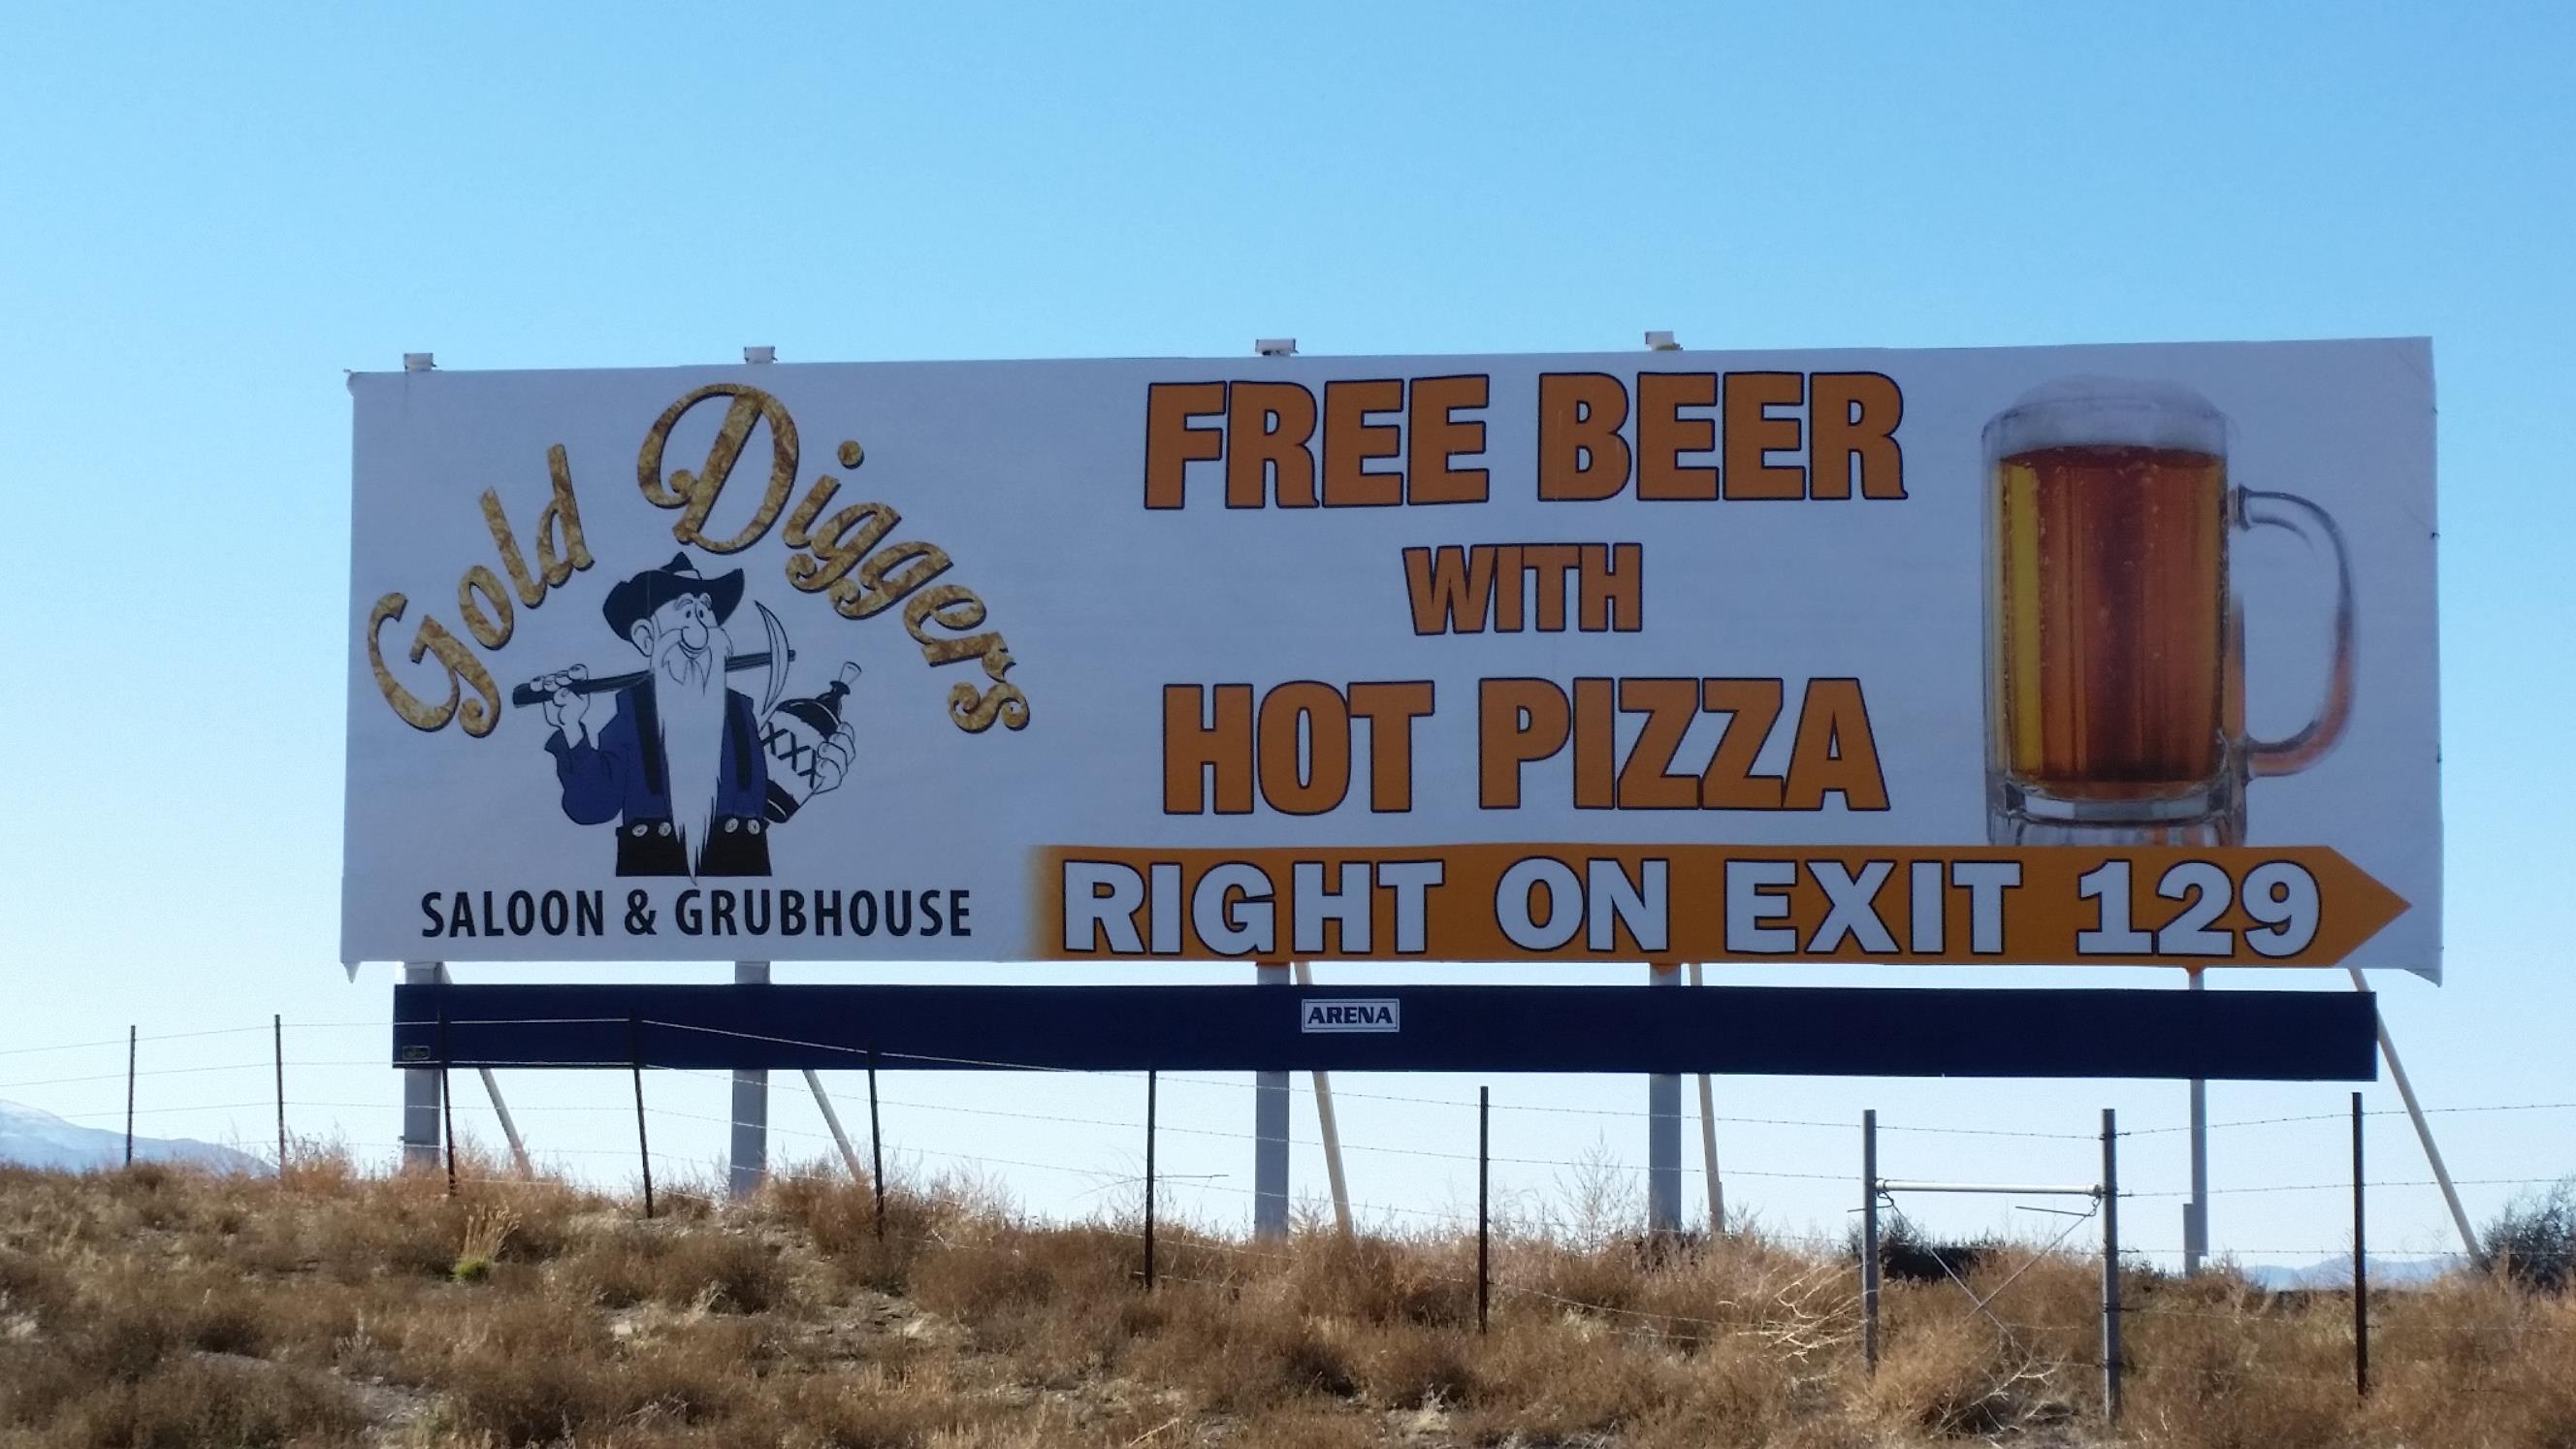 Gold Diggers
XXX
SALOON & GRUBHOUSE
FREE BEER
WITH
HOT PIZZA
RIGHT ON EXIT 129
ARENA